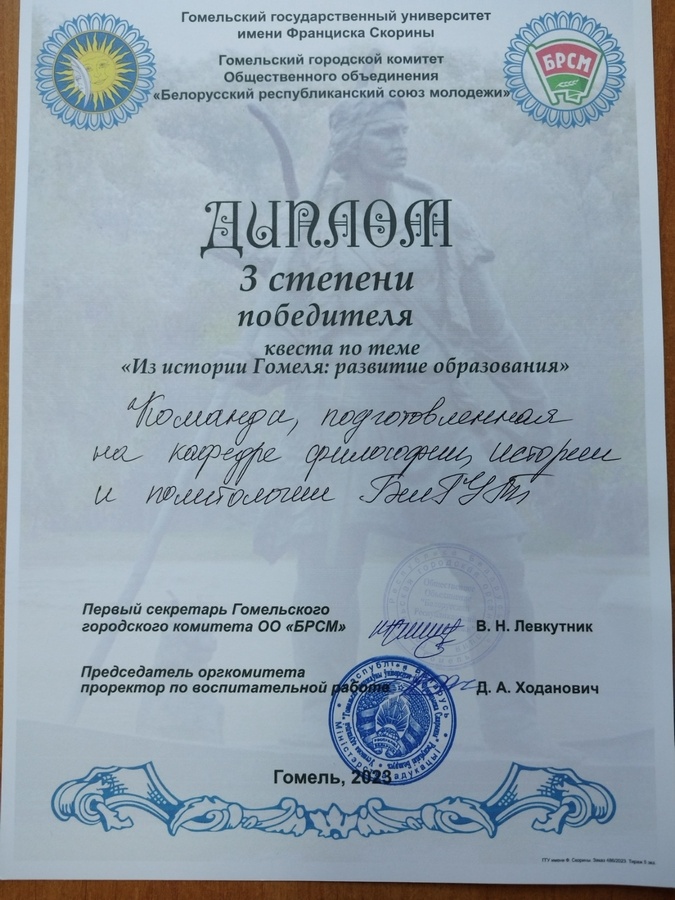 Гомельский государственный университет
имени Франциска Скорины
Гомельский городской комитет
Общественного объединения
«Белорусский республиканский союз молодежи»
БРСМ
ДИПЛОМ
3 степени
победителя
квеста по теме
«Из истории Гомеля: развитие образования»
Команда, подготовленная
на кафедре философии, истории
и политологии БелГУТа
Первый секретарь Гомельского
городского комитета ОО «БРСМ»
В. Н. Левкутник
Председатель оргкомитета
проректор по воспитательной работе
Д. А. Ходанович
Гомель, 2023